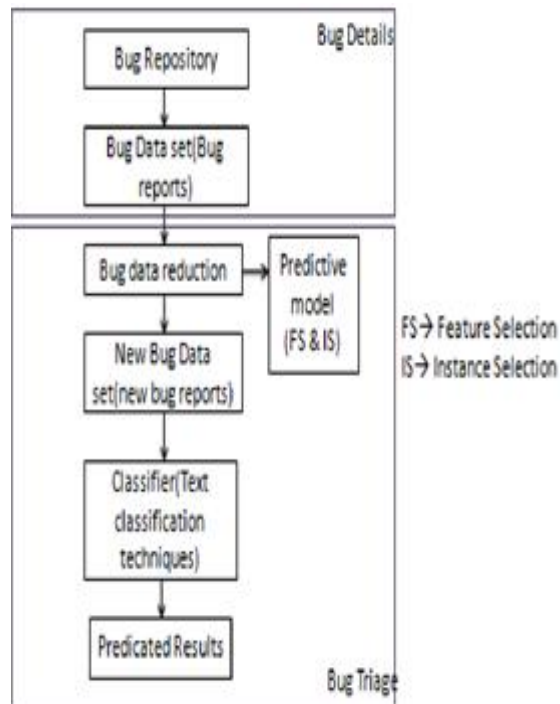 Bug Details
Bug Repository
Bug Data set(Bug
reports)
Bug data reduction
Predictive
model
(FS & IS)
FS→ Feature Selection
IS→ Instance Selection
New Bug Data
set(new bug reports)
Classifier(Text
classification
techniques)
Predicated Results
Bug Triage